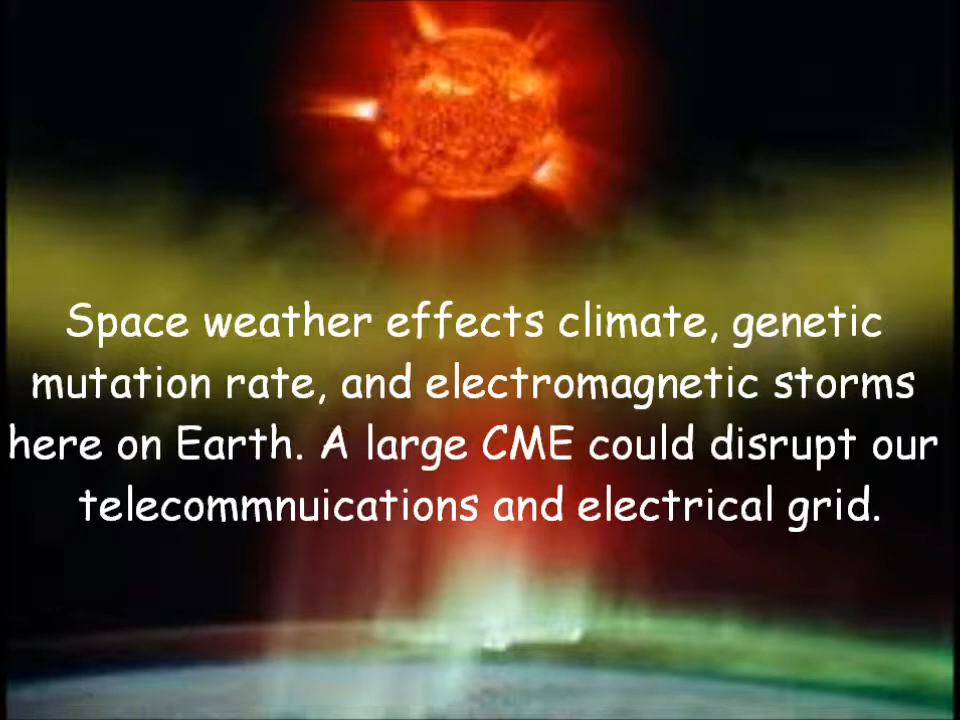 Space weather effects climate, genetic
mutation rate, and electromagnetic storms
here on Earth. A large CME could disrupt our
telecommnuications and electrical grid.